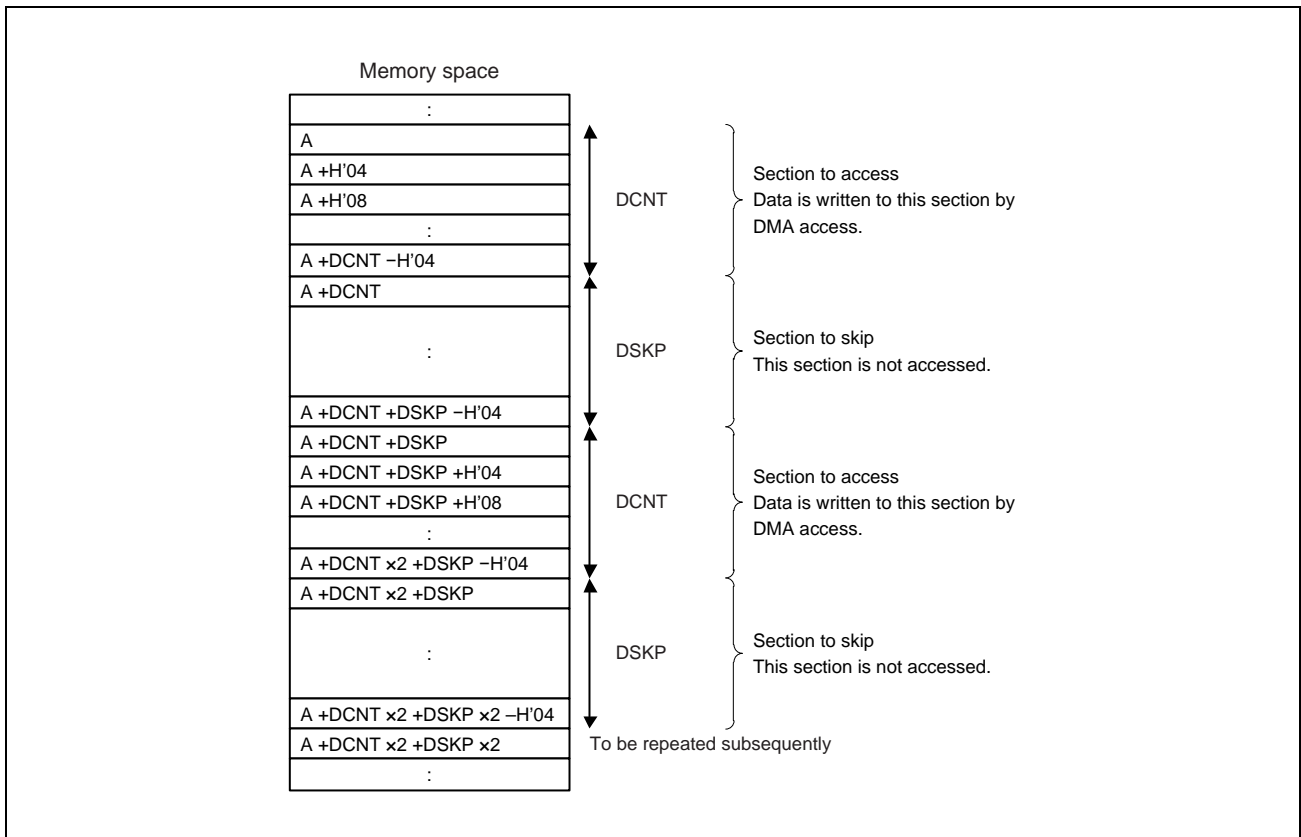 Memory space
:
A
A +H'04
A +H'08
:
A +DCNT −H'04
DCNT
Section to access
Data is written to this section by
DMA access.
A +DCNT
:
A +DCNT +DSKP −H'04
DSKP
Section to skip
This section is not accessed.
A +DCNT +DSKP
A +DCNT +DSKP +H'04
A +DCNT +DSKP +H'08
:
A +DCNT ×2 +DSKP −H'04
DCNT
Section to access
Data is written to this section by
DMA access.
A +DCNT ×2 +DSKP
:
A +DCNT ×2 +DSKP ×2 –H'04
DSKP
Section to skip
This section is not accessed.
A +DCNT ×2 +DSKP ×2
To be repeated subsequently
: